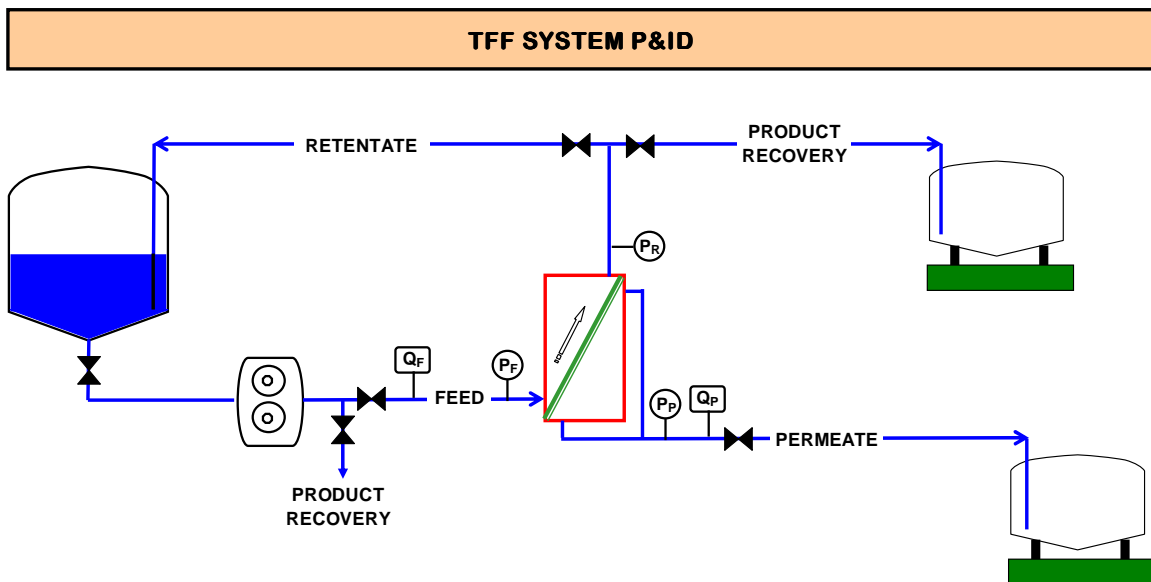 TFF SYSTEM P&ID
RETENTATE
PRODUCT
RECOVERY
PR
QF
PF
FEED
PP
QP
PERMEATE
PRODUCT
RECOVERY